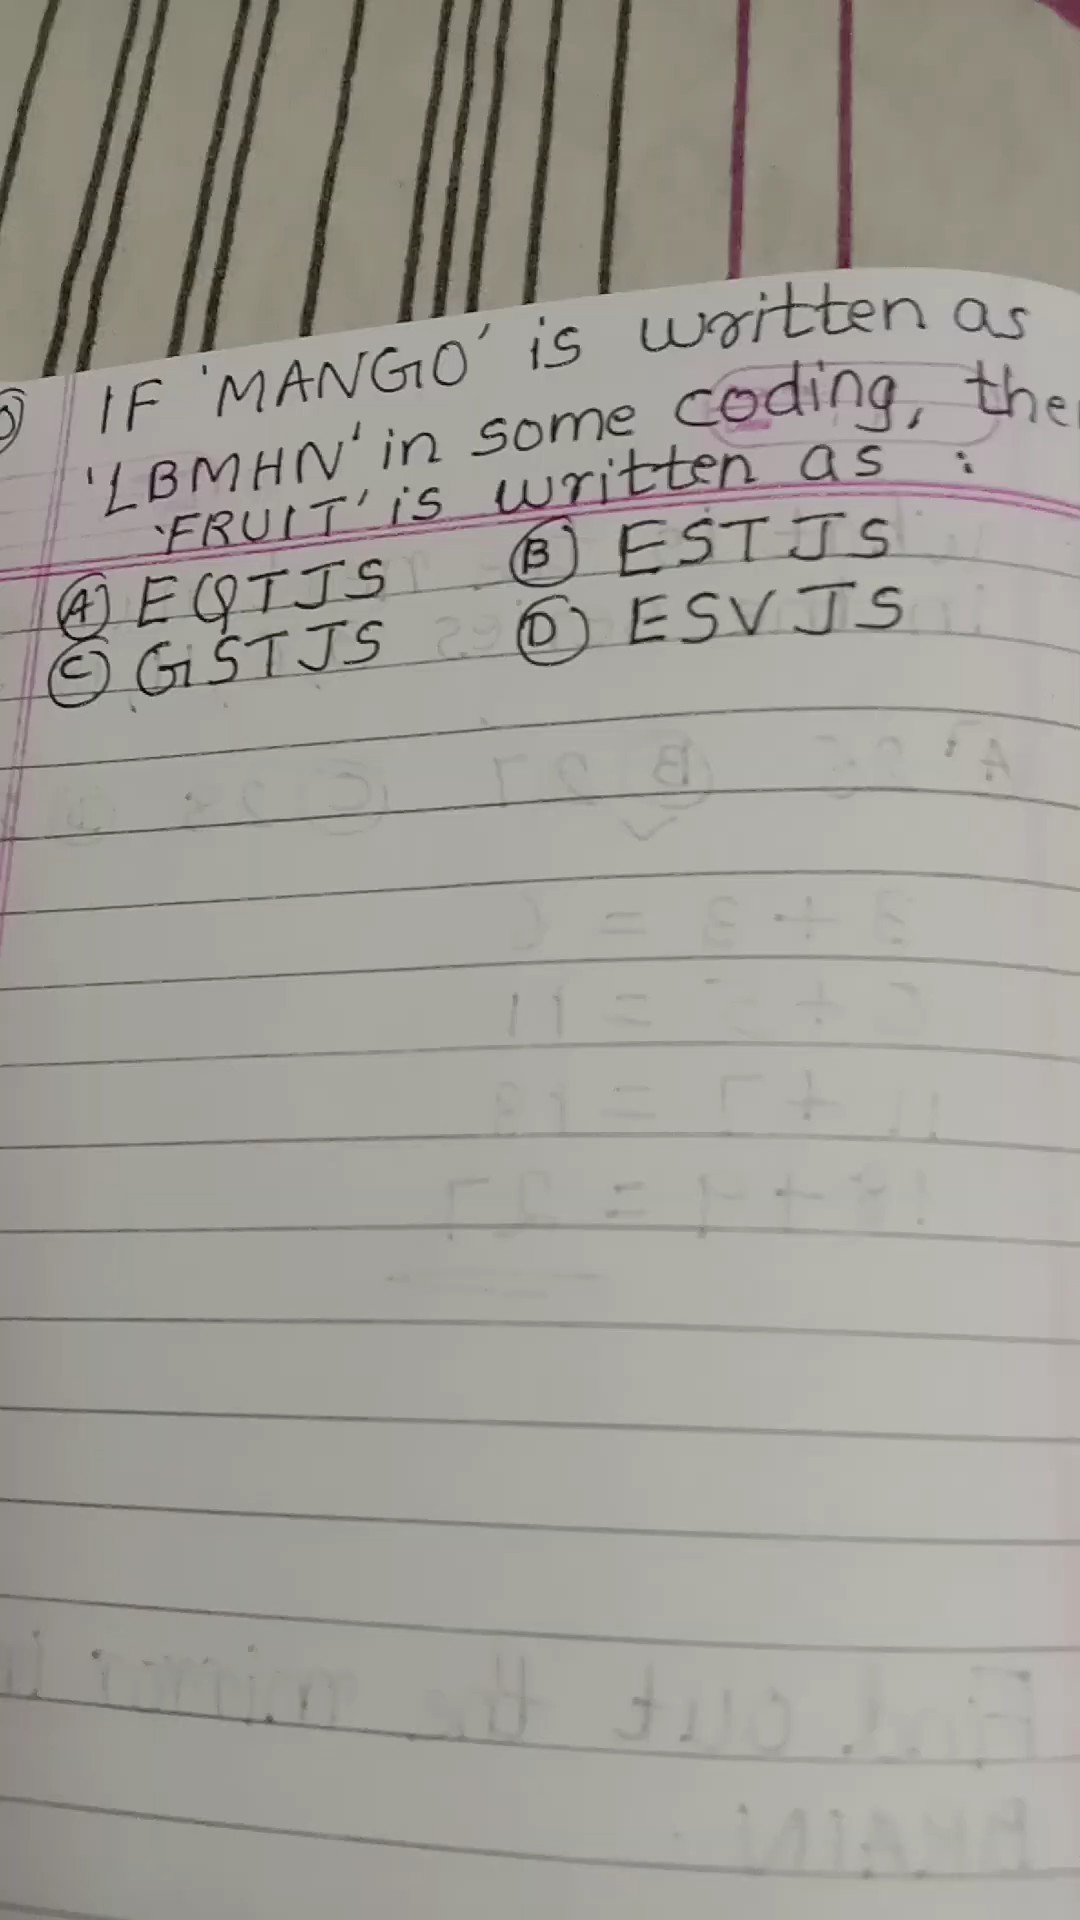 IF 'MANGO' is written as
'LBMHN' in some coding, the
'FRUIT' is written as :
(A) EQTJS (B) ESTJS
(C) GSTJS (D) ESVJS